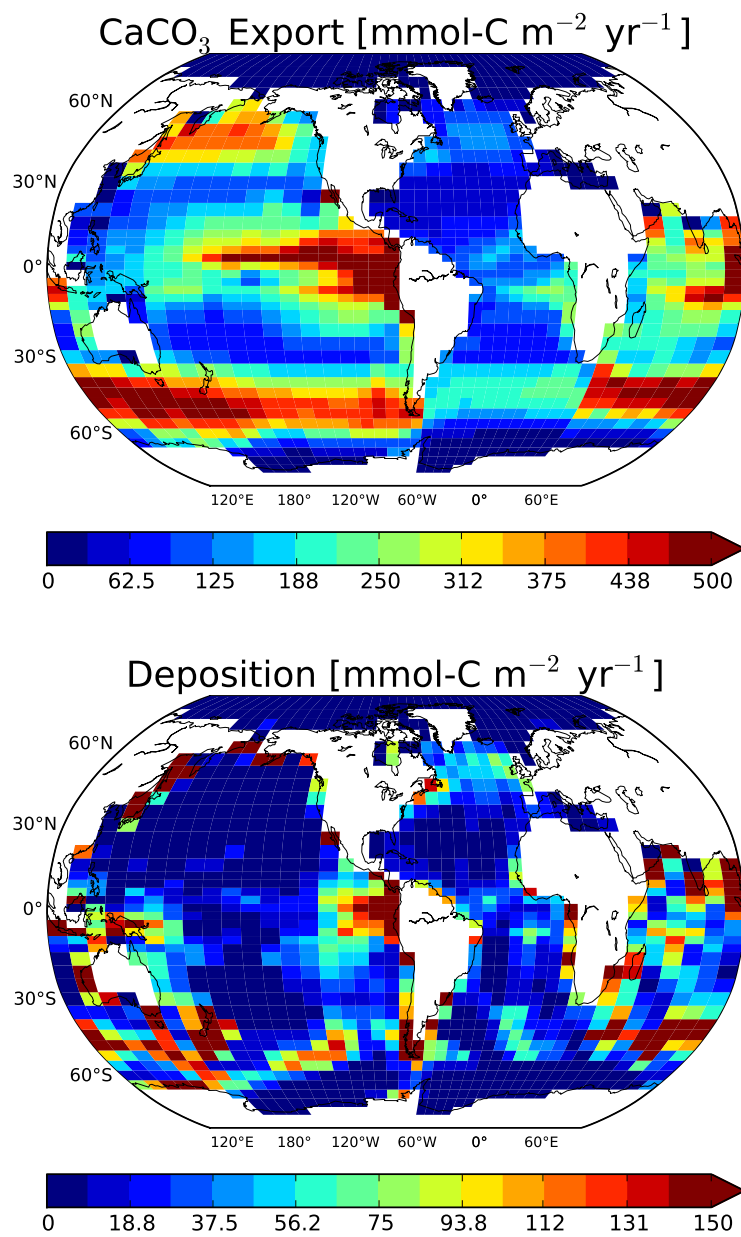 CaCO₃ Export [mmol-C m⁻² yr⁻¹]
60°N
30°N
0°
30°S
60°S
120°E 180° 120°W 60°W 0° 60°E
0 62.5 125 188 250 312 375 438 500
Deposition [mmol-C m⁻² yr⁻¹]
60°N
30°N
0°
30°S
60°S
120°E 180° 120°W 60°W 0° 60°E
0 18.8 37.5 56.2 75 93.8 112 131 150